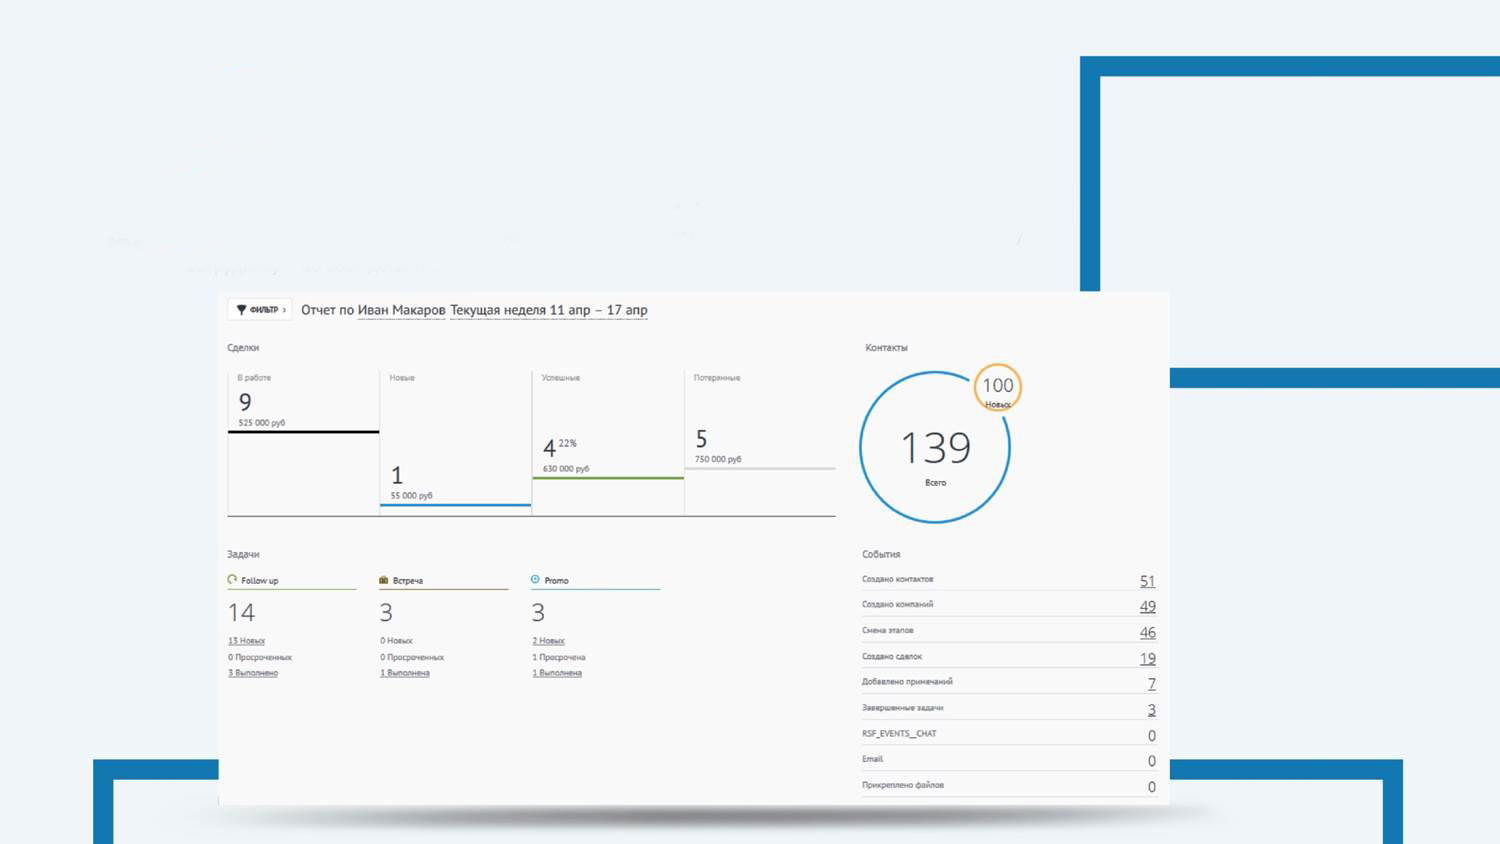 ФИЛЬТР ›
Отчет по Иван Макаров Текущая неделя 11 апр – 17 апр
Сделки
В работе
9
525 000 руб
Новые
1
55 000 руб
Успешные
4 22%
630 000 руб
Потерянные
5
750 000 руб
Контакты
100
Новых
139
Всего
Задачи
Follow up
14
13 Новых
0 Просроченных
3 Выполнено
Встреча
3
0 Новых
0 Просроченных
1 Выполнена
Promo
3
2 Новых
1 Просрочена
1 Выполнена
События
Создано контактов 51
Создано компаний 49
Смена этапов 46
Создано сделок 19
Добавлено примечаний 7
Завершенные задачи 3
RSF_EVENTS__CHAT 0
Email 0
Прикреплено файлов 0